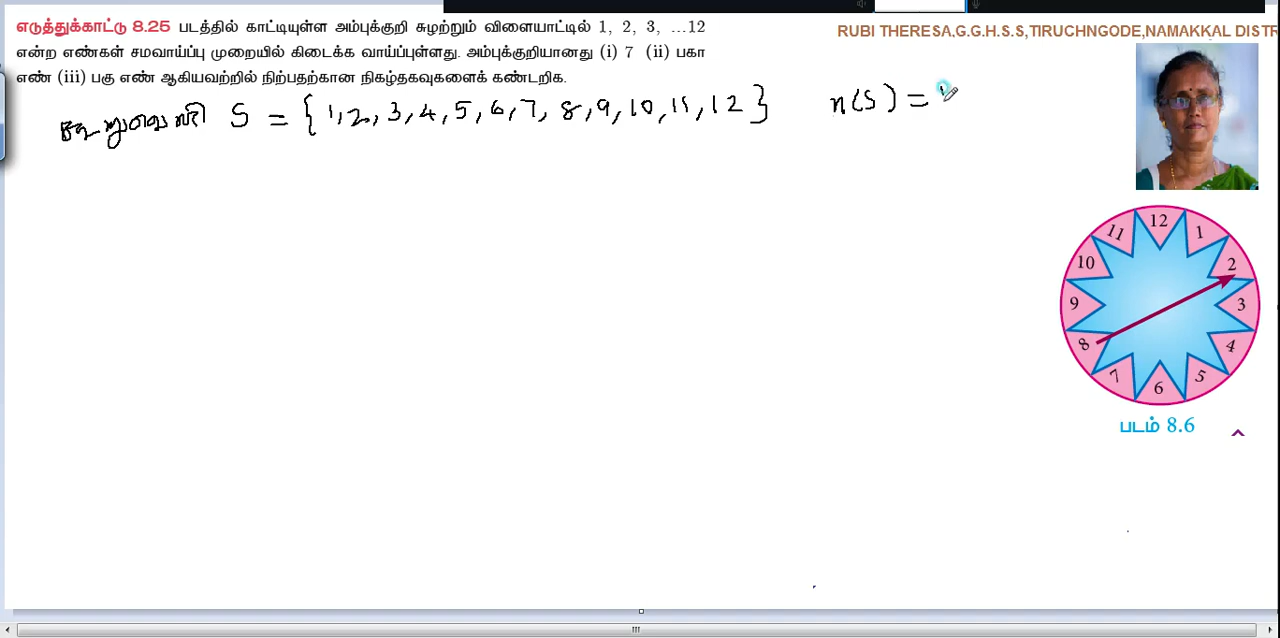 எடுத்துக்காட்டு 8.25 படத்தில் காட்டியுள்ள அம்புக்குறி சுழற்றும் விளையாட்டில் 1, 2, 3, ...12
என்ற எண்கள் சமவாய்ப்பு முறையில் கிடைக்க வாய்ப்புள்ளது. அம்புக்குறியானது (i) 7 (ii) பகா
எண் (iii) பகு எண் ஆகியவற்றில் நிற்பதற்கான நிகழ்தகவுகளைக் கண்டறிக.
RUBI THERESA,G.G.H.S.S,TIRUCHNGODE,NAMAKKAL DISTR
கூறுவெளி S = {1,2,3,4,5,6,7,8,9,10,11,12} n(S) =
12
11
1
10
2
9
3
8
4
7
5
6
படம் 8.6